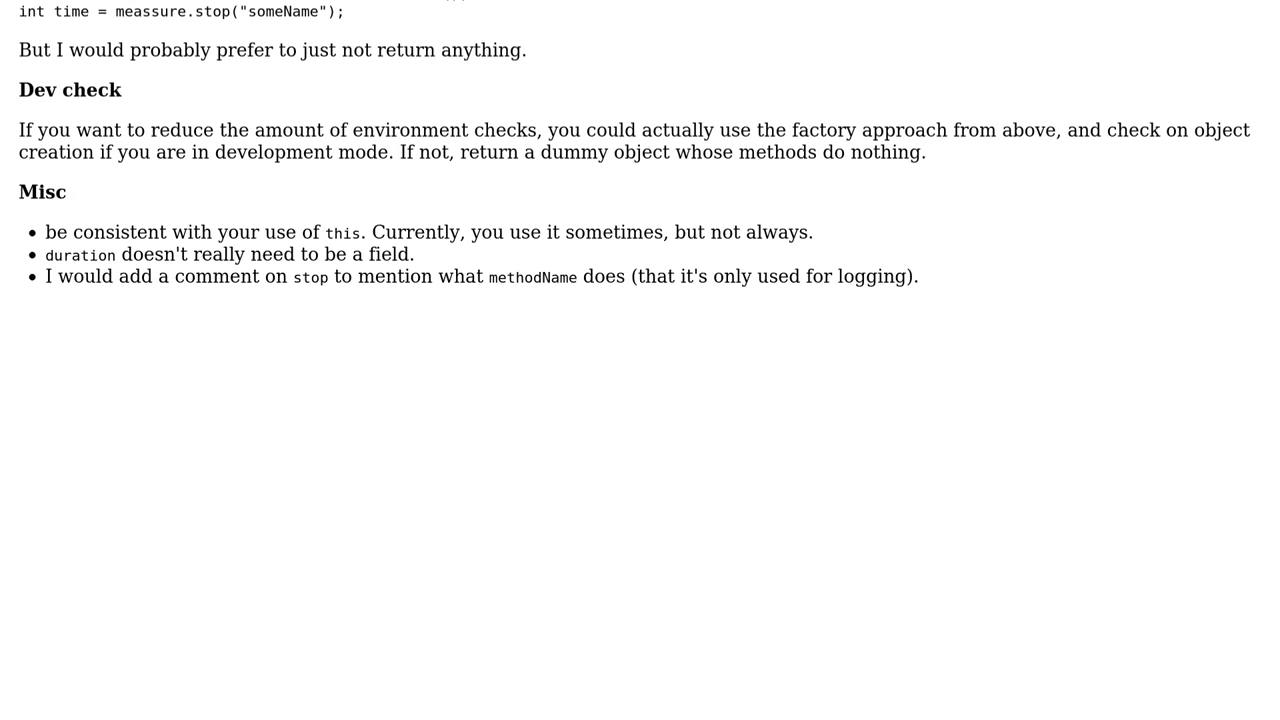 int time = meassure.stop("someName");
But I would probably prefer to just not return anything.
Dev check
If you want to reduce the amount of environment checks, you could actually use the factory approach from above, and check on object
creation if you are in development mode. If not, return a dummy object whose methods do nothing.
Misc
• be consistent with your use of this. Currently, you use it sometimes, but not always.
• duration doesn't really need to be a field.
• I would add a comment on stop to mention what methodName does (that it's only used for logging).